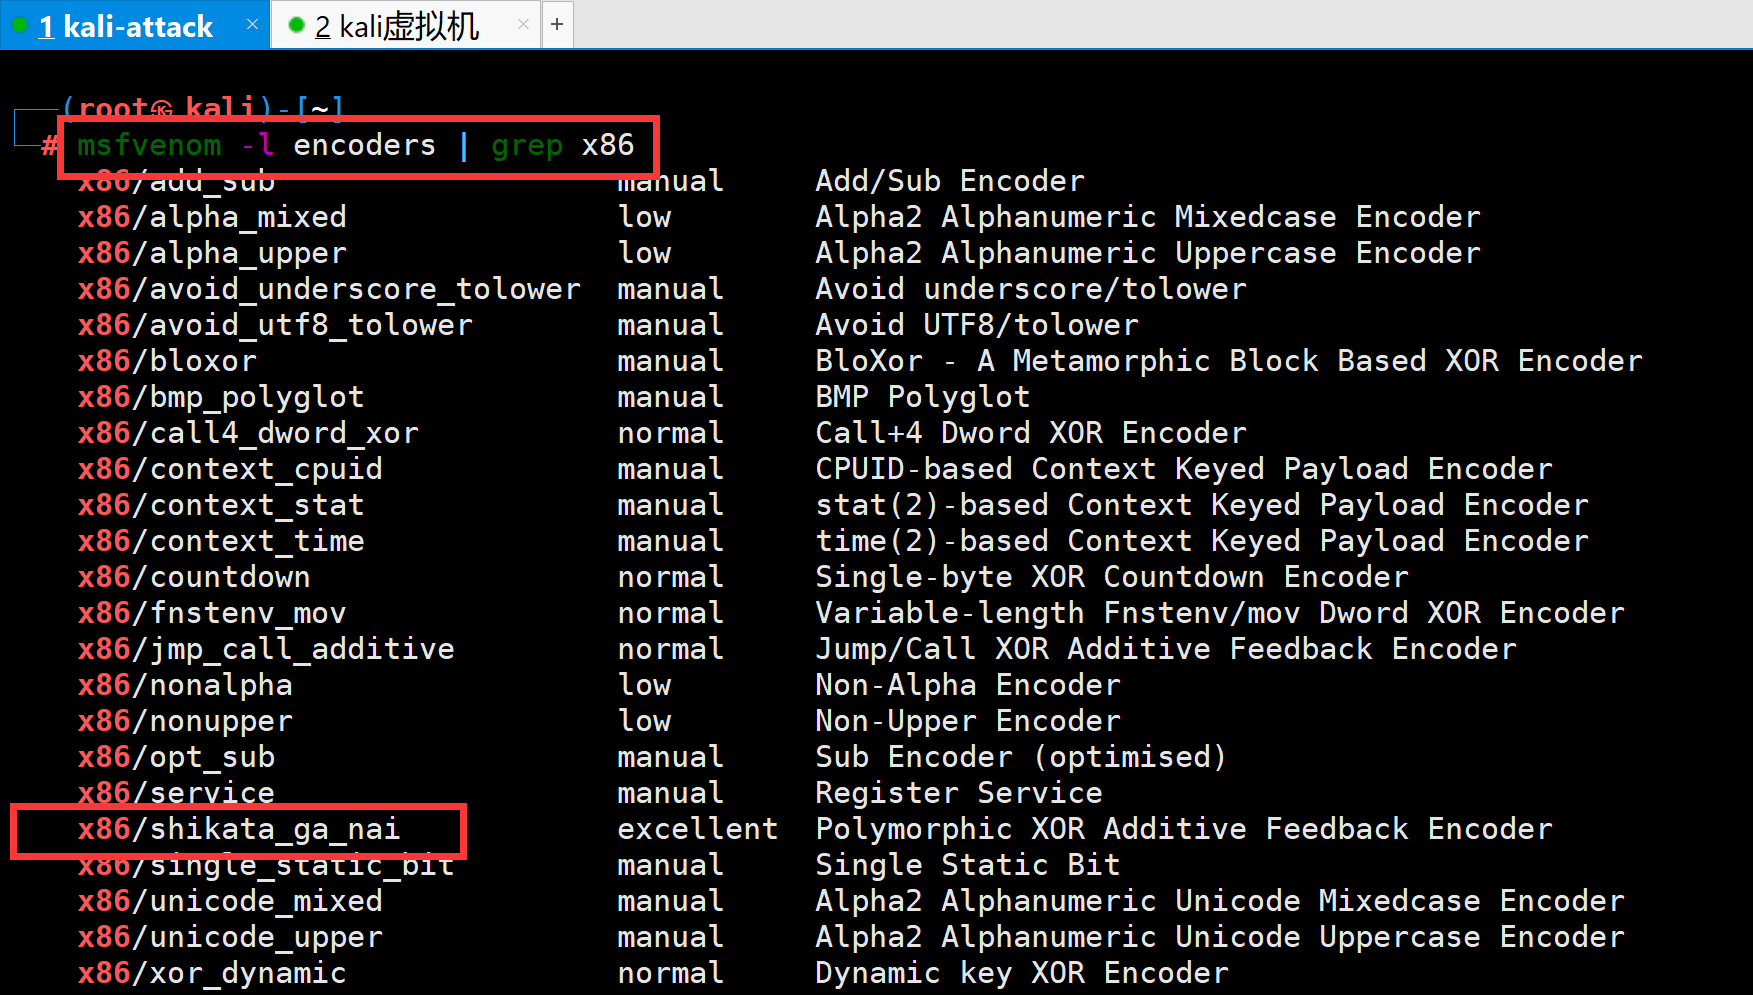 1 kali-attack × 2 kali虚拟机 × +
(root㉿kali)-[~]
# msfvenom -l encoders | grep x86
x86/add_sub manual Add/Sub Encoder
x86/alpha_mixed low Alpha2 Alphanumeric Mixedcase Encoder
x86/alpha_upper low Alpha2 Alphanumeric Uppercase Encoder
x86/avoid_underscore_tolower manual Avoid underscore/tolower
x86/avoid_utf8_tolower manual Avoid UTF8/tolower
x86/bloxor manual BloXor - A Metamorphic Block Based XOR Encoder
x86/bmp_polyglot manual BMP Polyglot
x86/call4_dword_xor normal Call+4 Dword XOR Encoder
x86/context_cpuid manual CPUID-based Context Keyed Payload Encoder
x86/context_stat manual stat(2)-based Context Keyed Payload Encoder
x86/context_time manual time(2)-based Context Keyed Payload Encoder
x86/countdown normal Single-byte XOR Countdown Encoder
x86/fnstenv_mov normal Variable-length Fnstenv/mov Dword XOR Encoder
x86/jmp_call_additive normal Jump/Call XOR Additive Feedback Encoder
x86/nonalpha low Non-Alpha Encoder
x86/nonupper low Non-Upper Encoder
x86/opt_sub manual Sub Encoder (optimised)
x86/service manual Register Service
x86/shikata_ga_nai excellent Polymorphic XOR Additive Feedback Encoder
x86/single_static_bit manual Single Static Bit
x86/unicode_mixed manual Alpha2 Alphanumeric Unicode Mixedcase Encoder
x86/unicode_upper manual Alpha2 Alphanumeric Unicode Uppercase Encoder
x86/xor_dynamic normal Dynamic key XOR Encoder